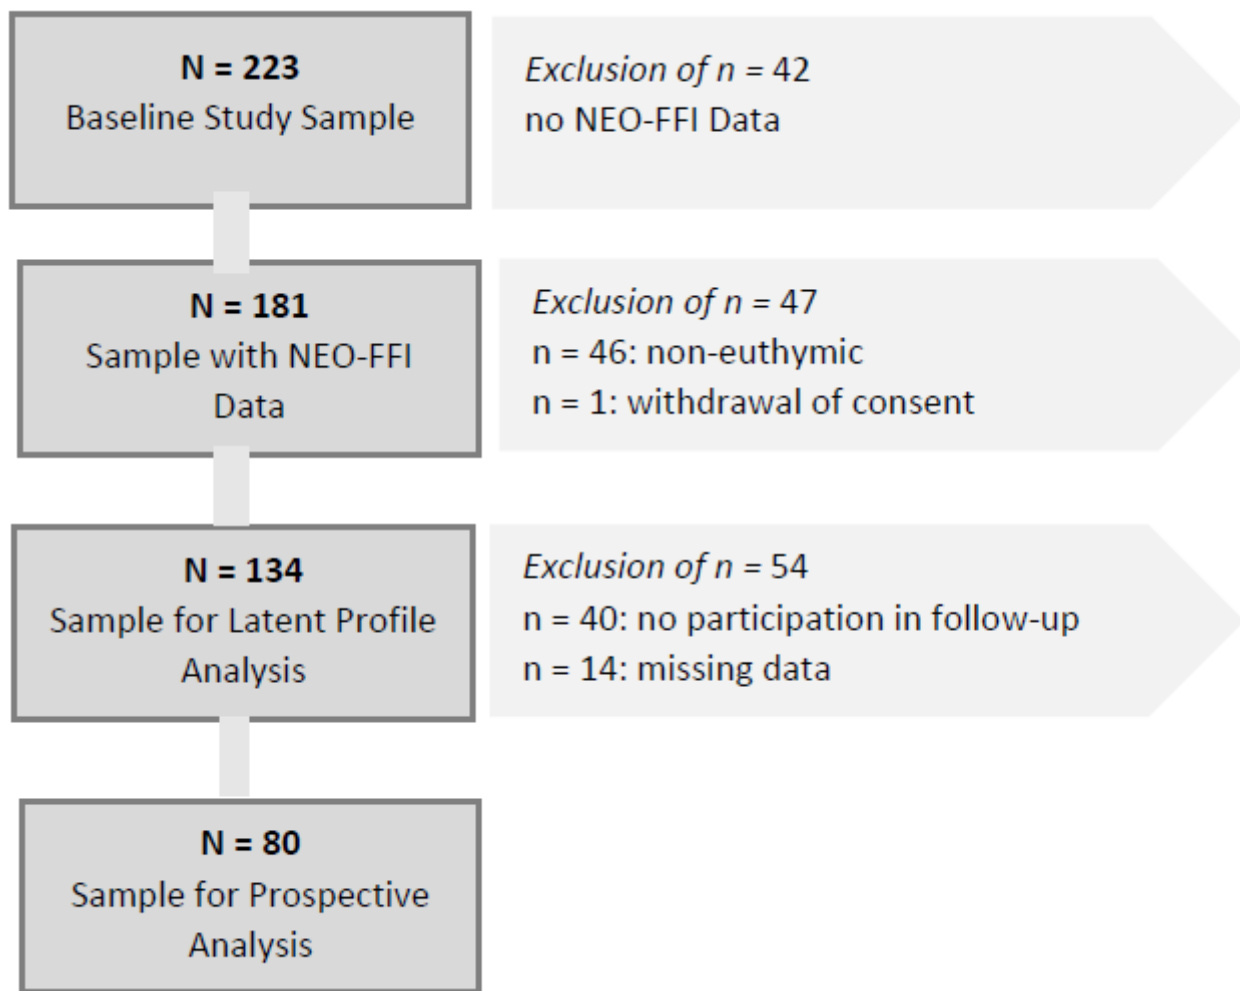 N = 223
Baseline Study Sample
Exclusion of n = 42
no NEO-FFI Data
N = 181
Sample with NEO-FFI
Data
Exclusion of n = 47
n = 46: non-euthymic
n = 1: withdrawal of consent
N = 134
Sample for Latent Profile
Analysis
Exclusion of n = 54
n = 40: no participation in follow-up
n = 14: missing data
N = 80
Sample for Prospective
Analysis